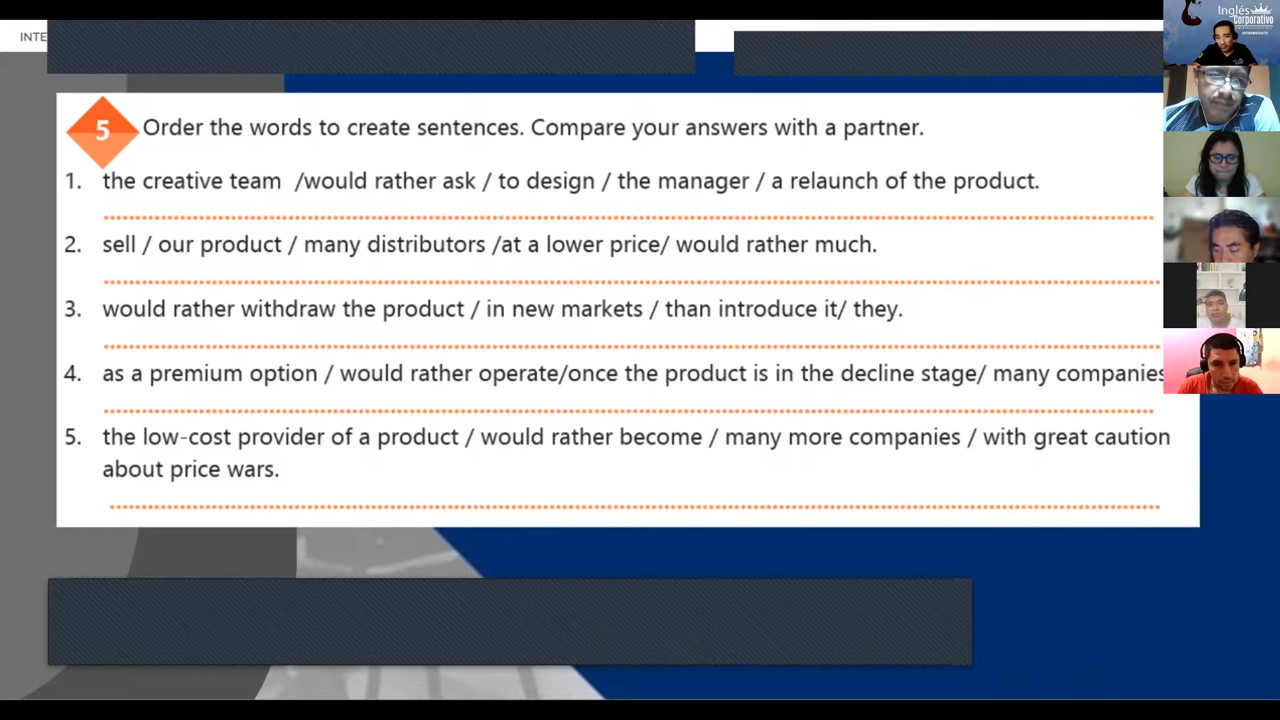 INTE
Inglés
Corporativo
INTERMEDIATE
5
Order the words to create sentences. Compare your answers with a partner.
1. the creative team /would rather ask / to design / the manager / a relaunch of the product.
2. sell / our product / many distributors /at a lower price/ would rather much.
3. would rather withdraw the product / in new markets / than introduce it/ they.
4. as a premium option / would rather operate/once the product is in the decline stage/ many companies
5. the low-cost provider of a product / would rather become / many more companies / with great caution
about price wars.